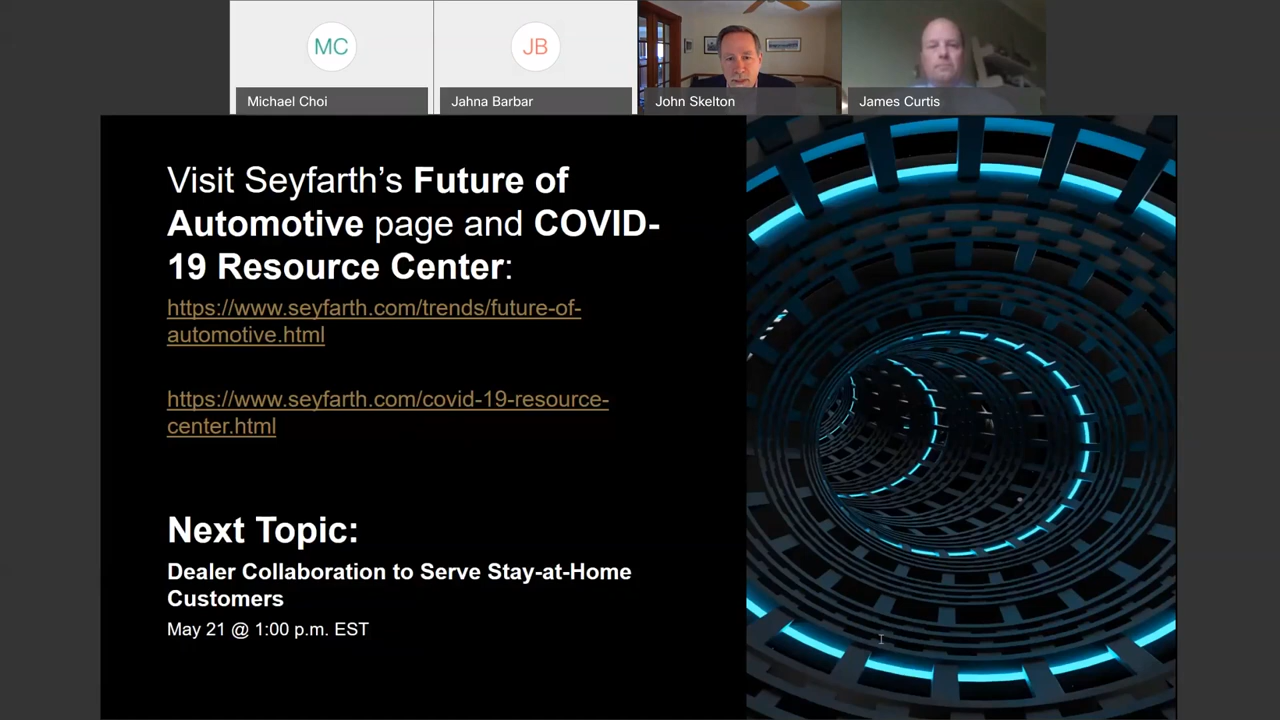 MC
JB
Michael Choi
Jahna Barbar
John Skelton
James Curtis
Visit Seyfarth’s Future of
Automotive page and COVID-
19 Resource Center:
https://www.seyfarth.com/trends/future-of-
automotive.html
https://www.seyfarth.com/covid-19-resource-
center.html
Next Topic:
Dealer Collaboration to Serve Stay-at-Home
Customers
May 21 @ 1:00 p.m. EST